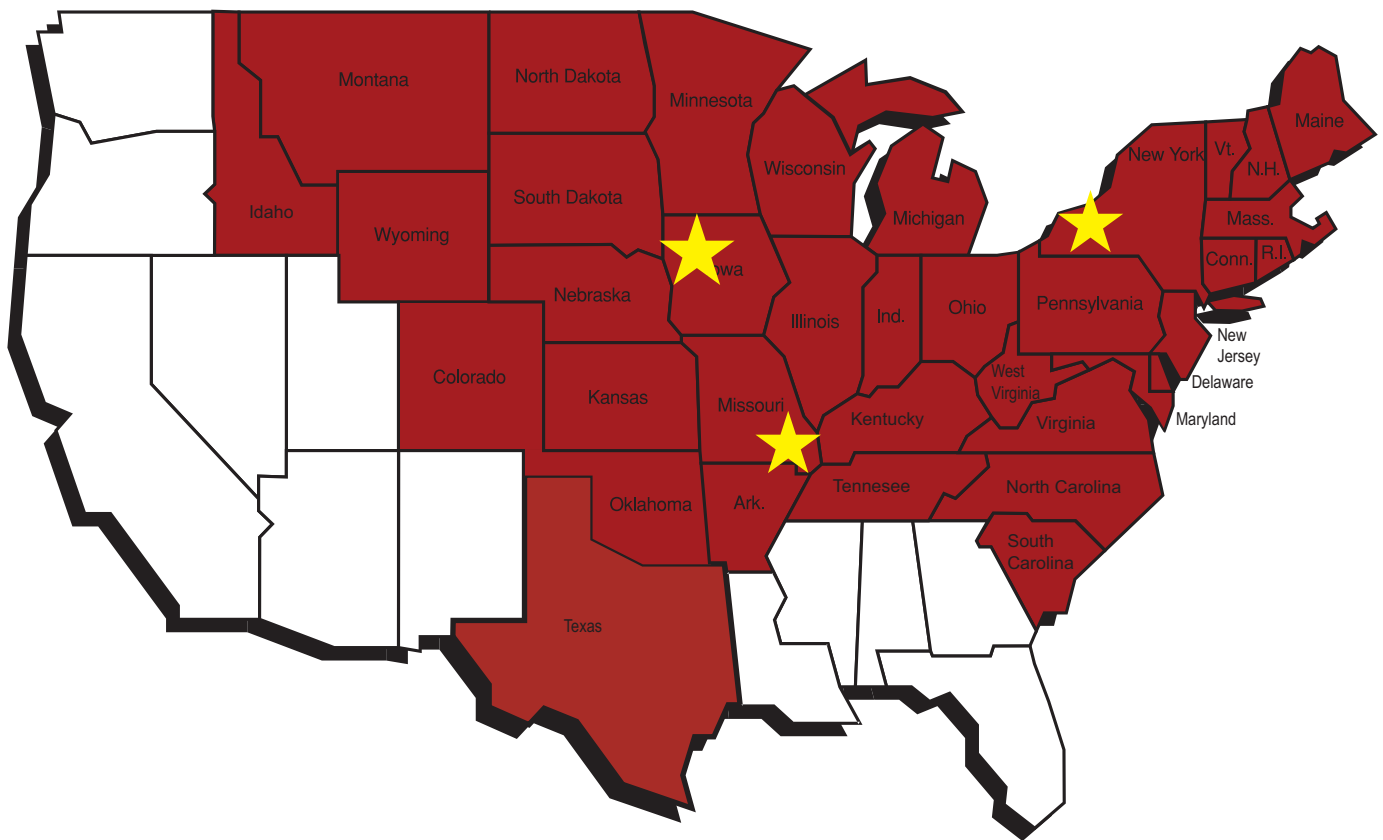 Montana
North Dakota
Minnesota
Maine
New York
Vt.
N.H.
Wisconsin
South Dakota
Idaho
Michigan
Mass.
Wyoming
Conn.
R.I.
Iowa
Nebraska
Pennsylvania
Ohio
Illinois
Ind.
New
Jersey
Colorado
West
Virginia
Delaware
Kansas
Missouri
Kentucky
Virginia
Maryland
Tennesee
North Carolina
Oklahoma
Ark.
South
Carolina
Texas